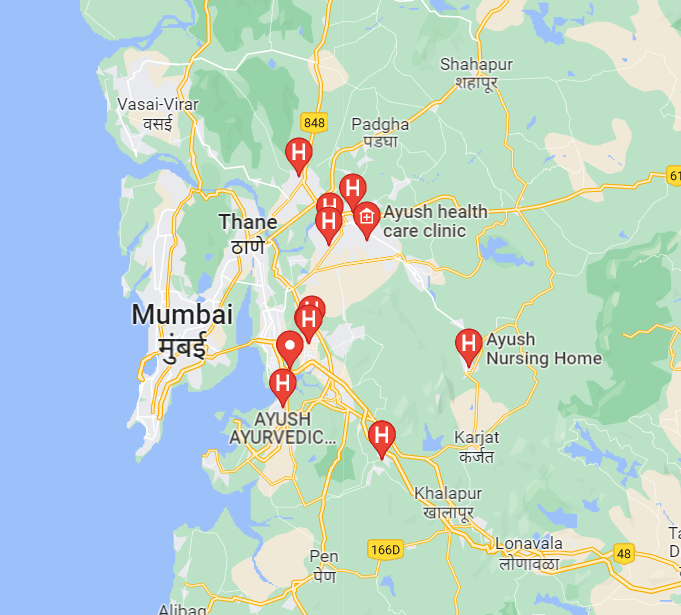 Shahapur
शहापूर
Vasai-Virar
वसई
848
Padgha
पडघा
H
61
H
H
H
Ayush health
care clinic
Thane
ठाणे
Mumbai
मुंबई
H
Ayush
Nursing Home
H
H
AYUSH
AYURVEDIC...
H
Karjat
कर्जत
Khalapur
खालापूर
166D
Lonavala
लोणावळा
48
Pen
पेण
Alibag